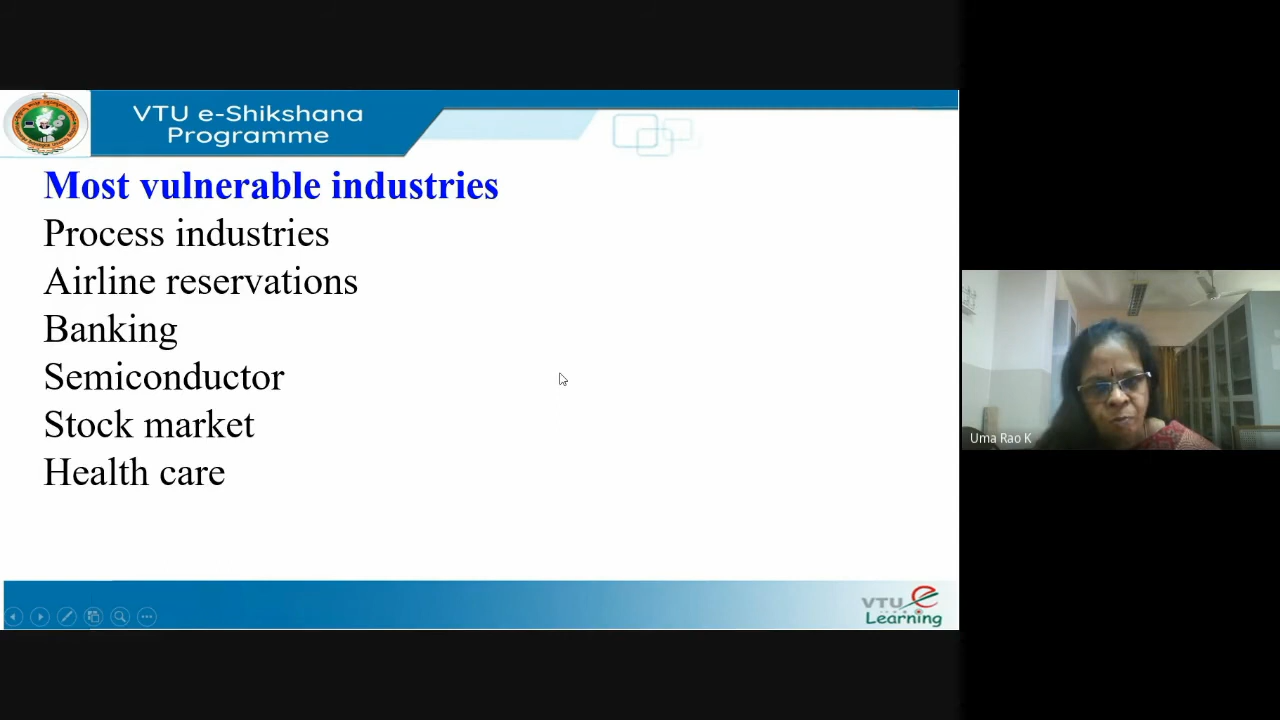 VTU e-Shikshana
Programme
Most vulnerable industries
Process industries
Airline reservations
Banking
Semiconductor
Stock market
Health care
Uma Rao K
VTU e
Learning